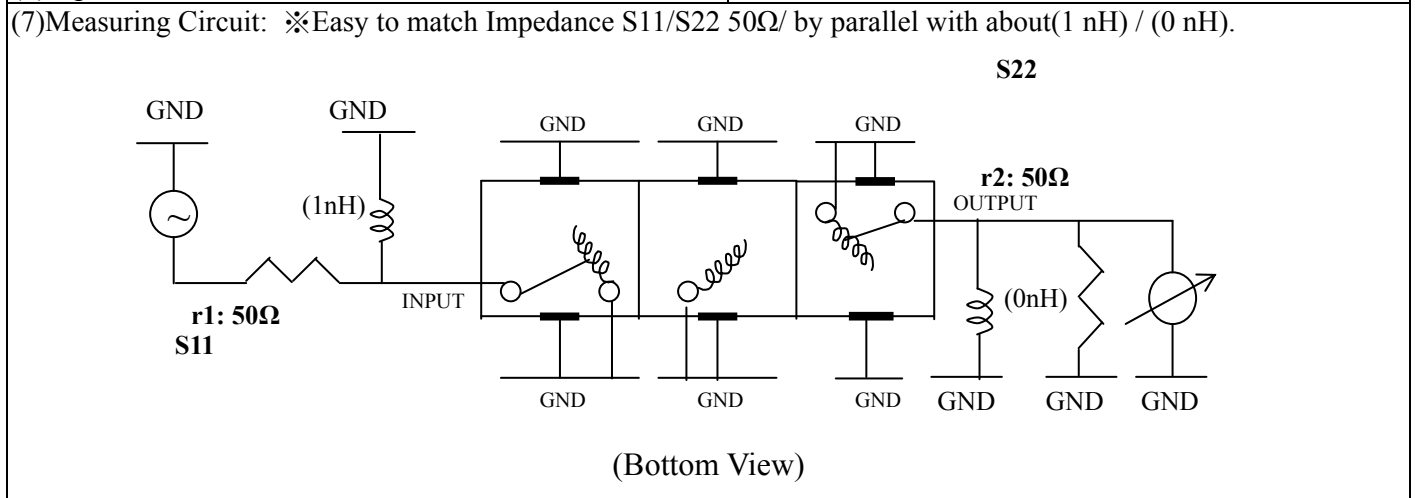 (7)Measuring Circuit: ※Easy to match Impedance S11/S22 50Ω/ by parallel with about(1 nH) / (0 nH).
S22
GND GND GND GND GND
r2: 50Ω
(1nH) OUTPUT
~
INPUT (0nH)
r1: 50Ω
S11
GND GND GND GND GND GND
(Bottom View)